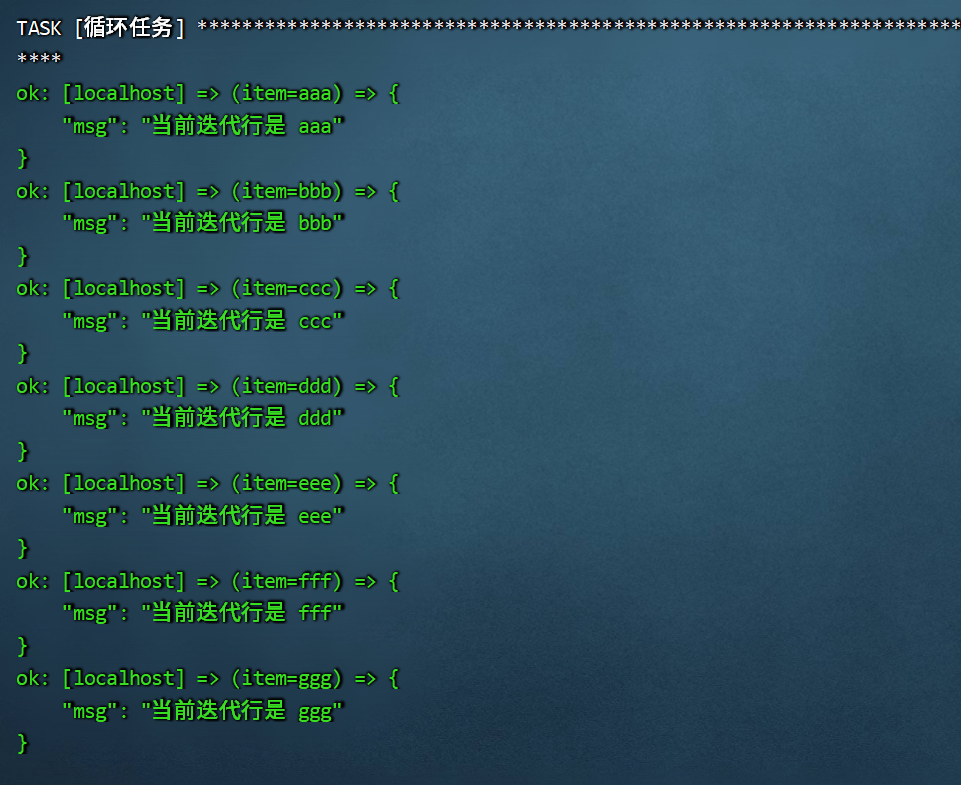 TASK [循环任务] ********************************************************************
****
ok: [localhost] => (item=aaa) => {
    "msg": "当前迭代行是 aaa"
}
ok: [localhost] => (item=bbb) => {
    "msg": "当前迭代行是 bbb"
}
ok: [localhost] => (item=ccc) => {
    "msg": "当前迭代行是 ccc"
}
ok: [localhost] => (item=ddd) => {
    "msg": "当前迭代行是 ddd"
}
ok: [localhost] => (item=eee) => {
    "msg": "当前迭代行是 eee"
}
ok: [localhost] => (item=fff) => {
    "msg": "当前迭代行是 fff"
}
ok: [localhost] => (item=ggg) => {
    "msg": "当前迭代行是 ggg"
}